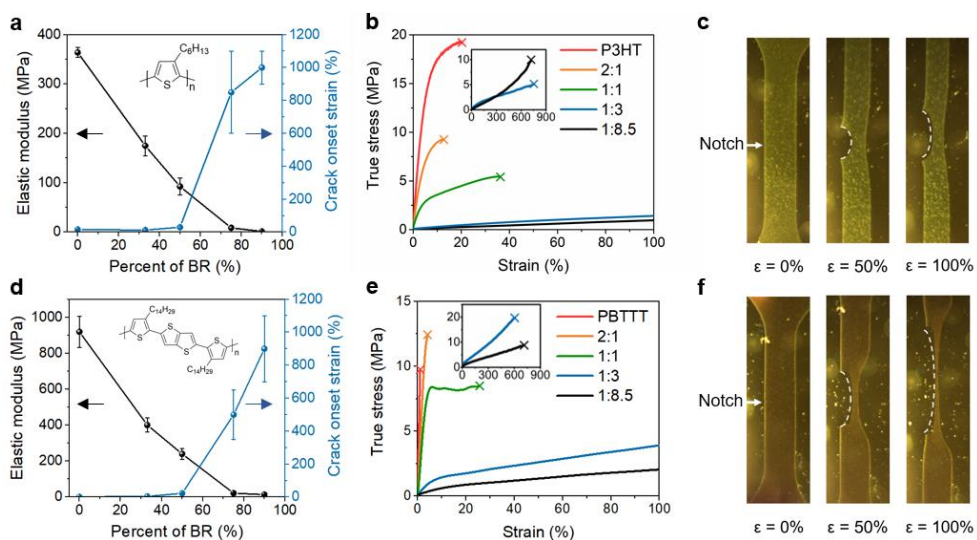 a
Elastic modulus (MPa)
400
300
200
100
0
C6H13
S
n
1200
1000
800
600
400
200
0
Crack onset strain (%)
0 20 40 60 80 100
Percent of BR (%)
b
True stress (MPa)
20
15
10
5
0
10
5
0
0 300 600 900
P3HT
2:1
1:1
1:3
1:8.5
0 20 40 60 80 100
Strain (%)
c
Notch
ε = 0% ε = 50% ε = 100%
d
Elastic modulus (MPa)
1000
800
600
400
200
0
C14H29
S
S
S
S
C14H29
n
1200
1000
800
600
400
200
0
Crack onset strain (%)
0 20 40 60 80 100
Percent of BR (%)
e
True stress (MPa)
15
10
5
0
20
10
0
0 300 600 900
PBTTT
2:1
1:1
1:3
1:8.5
0 20 40 60 80 100
Strain (%)
f
Notch
ε = 0% ε = 50% ε = 100%